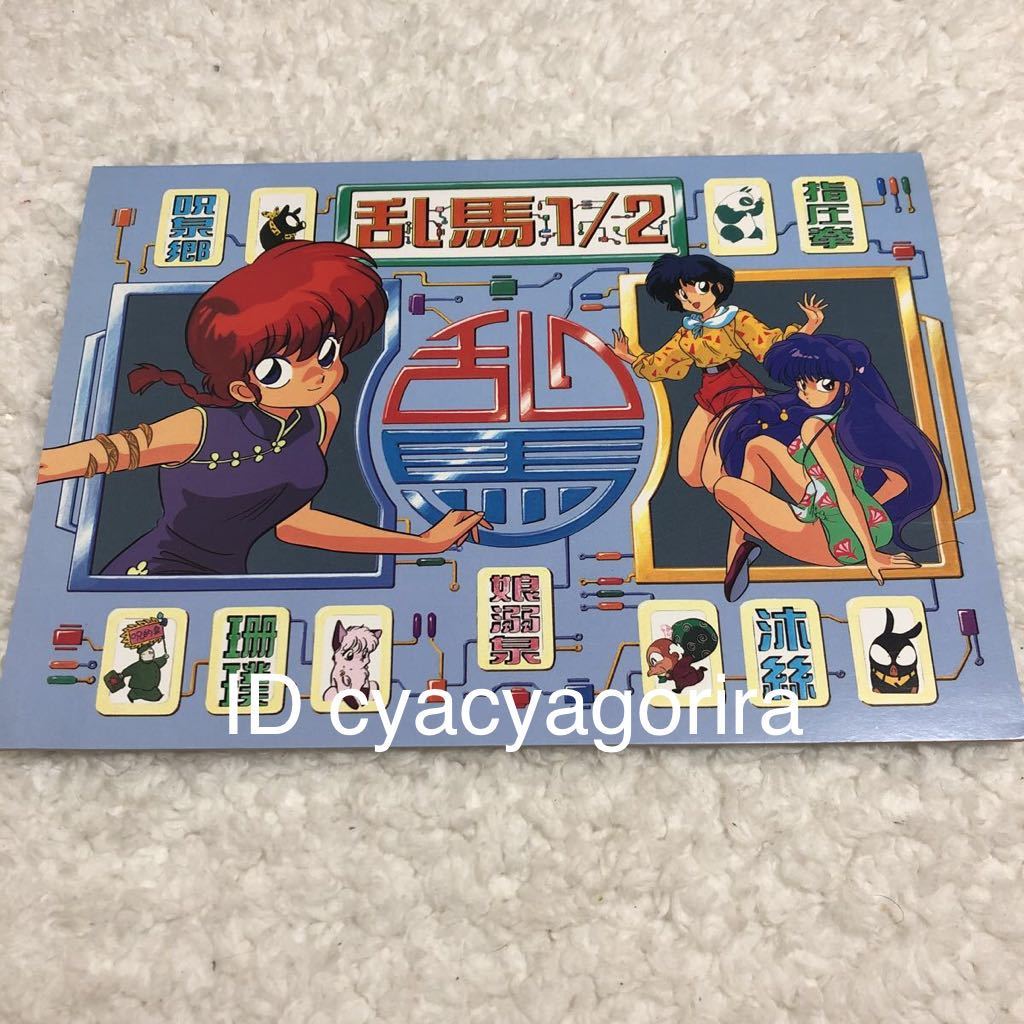 呪泉郷
乱馬1/2
指圧拳
乱馬
娘溺泉
珊璞
沐絲
ID cyacyagorira